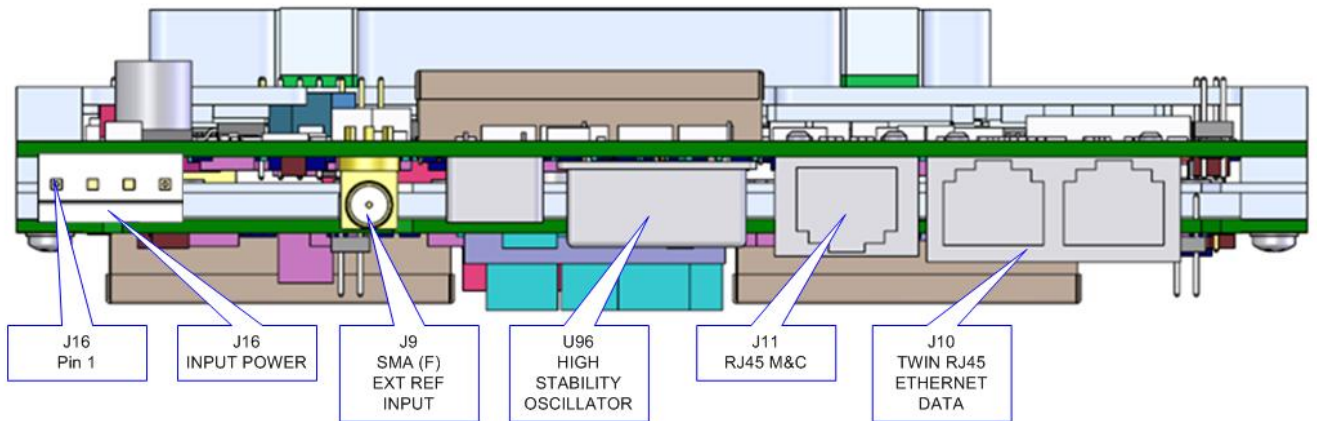 J16
Pin 1
J16
INPUT POWER
J9
SMA (F)
EXT REF
INPUT
U96
HIGH
STABILITY
OSCILLATOR
J11
RJ45 M&C
J10
TWIN RJ45
ETHERNET
DATA